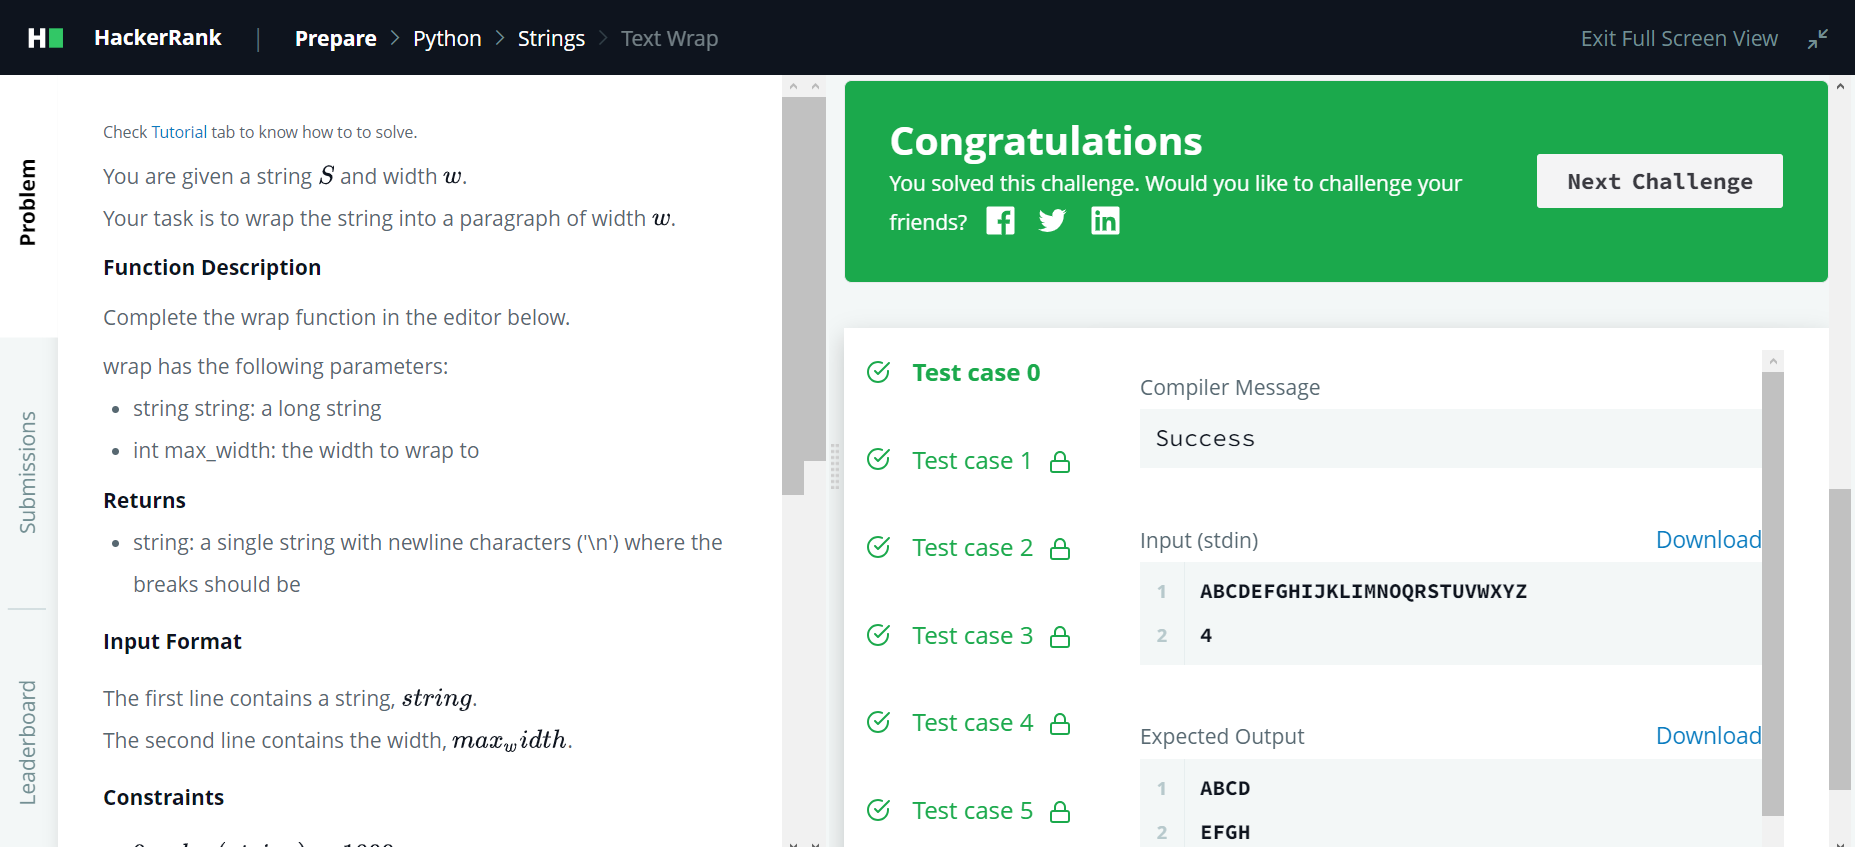 H HackerRank | Prepare > Python > Strings > Text Wrap Exit Full Screen View
Problem
Submissions
Leaderboard
Check Tutorial tab to know how to to solve.
You are given a string S and width w.
Your task is to wrap the string into a paragraph of width w.
Function Description
Complete the wrap function in the editor below.
wrap has the following parameters:
• string string: a long string
• int max_width: the width to wrap to
Returns
• string: a single string with newline characters ('\n') where the
breaks should be
Input Format
The first line contains a string, string.
The second line contains the width, max_width.
Constraints
Congratulations
You solved this challenge. Would you like to challenge your
friends?
Next Challenge
Test case 0
Test case 1
Test case 2
Test case 3
Test case 4
Test case 5
Compiler Message
Success
Input (stdin) Download
1 ABCDEFGHIJKLIMNOQRSTUVWXYZ
2 4
Expected Output Download
1 ABCD
2 EFGH